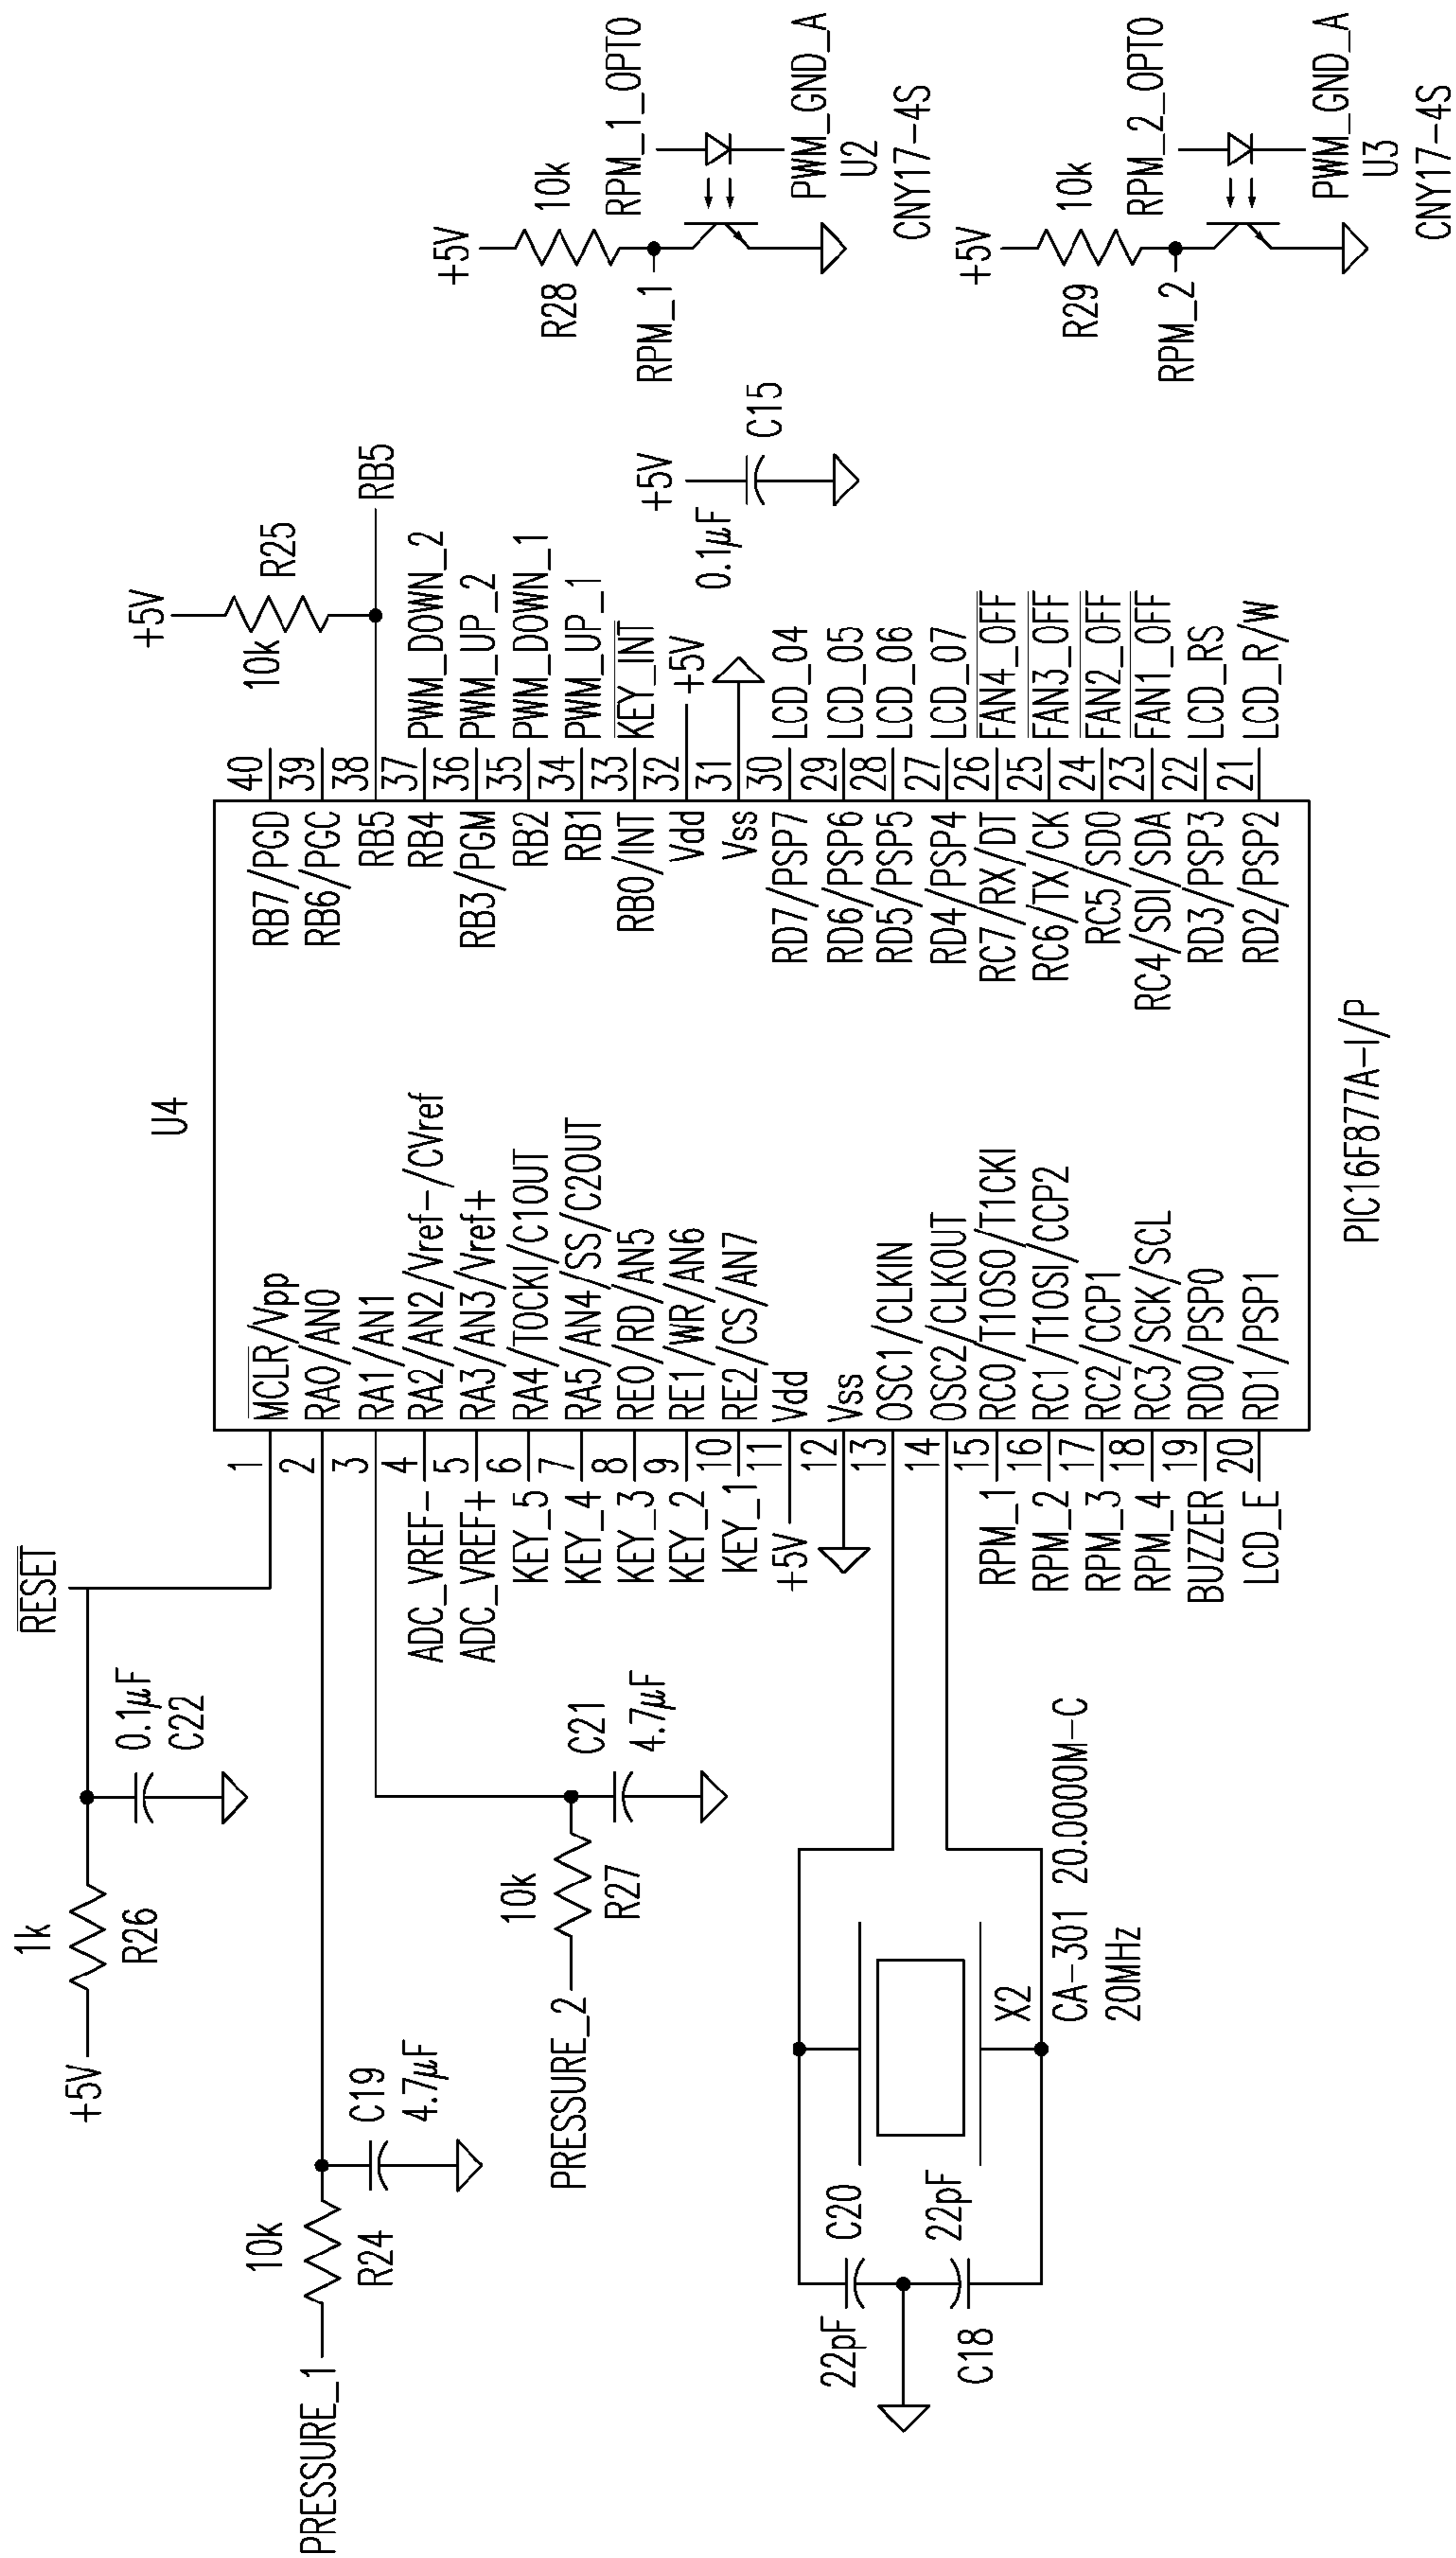 RESET
+5V
1k
R26
0.1µF
C22
PRESSURE_1
10k
R24
C19
4.7µF
PRESSURE_2
10k
R27
C21
4.7µF
22pF
C20
22pF
C18
X2
CA-301 20.0000M-C
20MHz
ADC_VREF-
ADC_VREF+
KEY_5
KEY_4
KEY_3
KEY_2
KEY_1
+5V
RPM_1
RPM_2
RPM_3
RPM_4
BUZZER
LCD_E
U4
1 MCLR/Vpp
2 RA0/AN0
3 RA1/AN1
4 RA2/AN2/Vref-/CVref
5 RA3/AN3/Vref+
6 RA4/TOCKI/C1OUT
7 RA5/AN4/SS/C2OUT
8 RE0/RD/AN5
9 RE1/WR/AN6
10 RE2/CS/AN7
11 Vdd
12 Vss
13 OSC1/CLKIN
14 OSC2/CLKOUT
15 RC0/T1OSO/T1CKI
16 RC1/T1OSI/CCP2
17 RC2/CCP1
18 RC3/SCK/SCL
19 RD0/PSP0
20 RD1/PSP1
RB7/PGD 40
RB6/PGC 39
RB5 38
RB4 37
RB3/PGM 36
RB2 35
RB1 34
RB0/INT 33
Vdd 32
Vss 31
RD7/PSP7 30
RD6/PSP6 29
RD5/PSP5 28
RD4/PSP4 27
RC7/RX/DT 26
RC6/TX/CK 25
RC5/SDO 24
RC4/SDI/SDA 23
RD3/PSP3 22
RD2/PSP2 21
PIC16F877A-I/P
+5V
10k
R25
RB5
PWM_DOWN_2
PWM_UP_2
PWM_DOWN_1
PWM_UP_1
KEY_INT
+5V
LCD_04
LCD_05
LCD_06
LCD_07
FAN4_OFF
FAN3_OFF
FAN2_OFF
FAN1_OFF
LCD_RS
LCD_R/W
+5V
0.1µF
C15
+5V
R28
10k
RPM_1
RPM_1_OPTO
PWM_GND_A
U2
CNY17-4S
+5V
R29
10k
RPM_2
RPM_2_OPTO
PWM_GND_A
U3
CNY17-4S